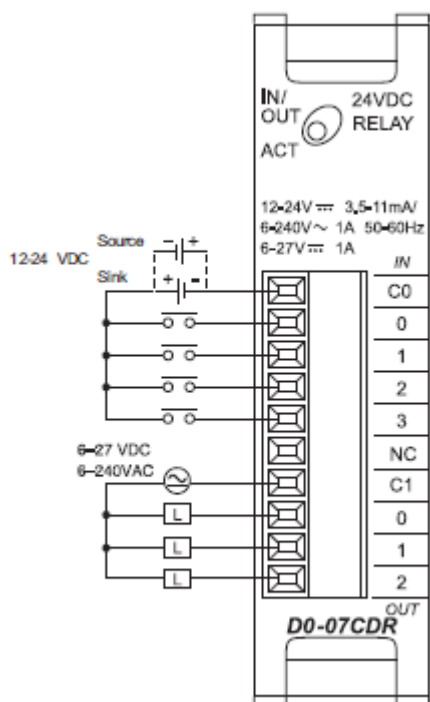 IN/
OUT
ACT
24VDC
RELAY
12-24V ⎓ 3.5-11mA/
6-240V ~ 1A 50-60Hz
6-27V ⎓ 1A
IN
Source - +
12-24 VDC
Sink + -
C0
0
1
2
3
NC
6-27 VDC
6-240VAC
C1
L 0
L 1
L 2
OUT
D0-07CDR